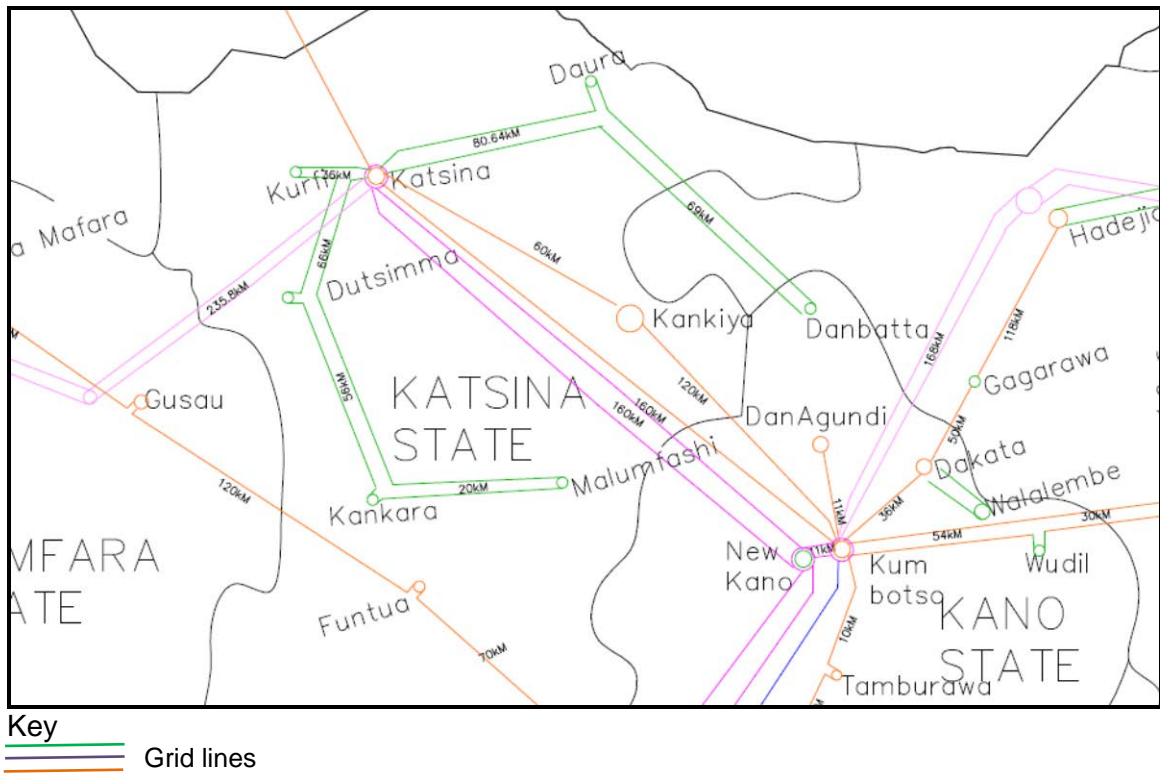 Daura
80.64kM
Kurfi
36kM
Katsina
a Mafara
66kM
69kM
60kM
Hadejia
Dutsimma
235.8kM
Kankiya
Danbatta
118kM
168kM
Gagarawa
56kM
120kM
Gusau
KATSINA
STATE
160kM
160kM
DanAgundi
50kM
Dakata
Malumfashi
20kM
Walalembe
120kM
Kankara
11kM
36kM
30kM
54kM
MFARA
ATE
New
Kano
11kM
Kum
botso
Wudil
Funtua
KANO
STATE
10kM
70kM
Tamburawa
Key
Grid lines